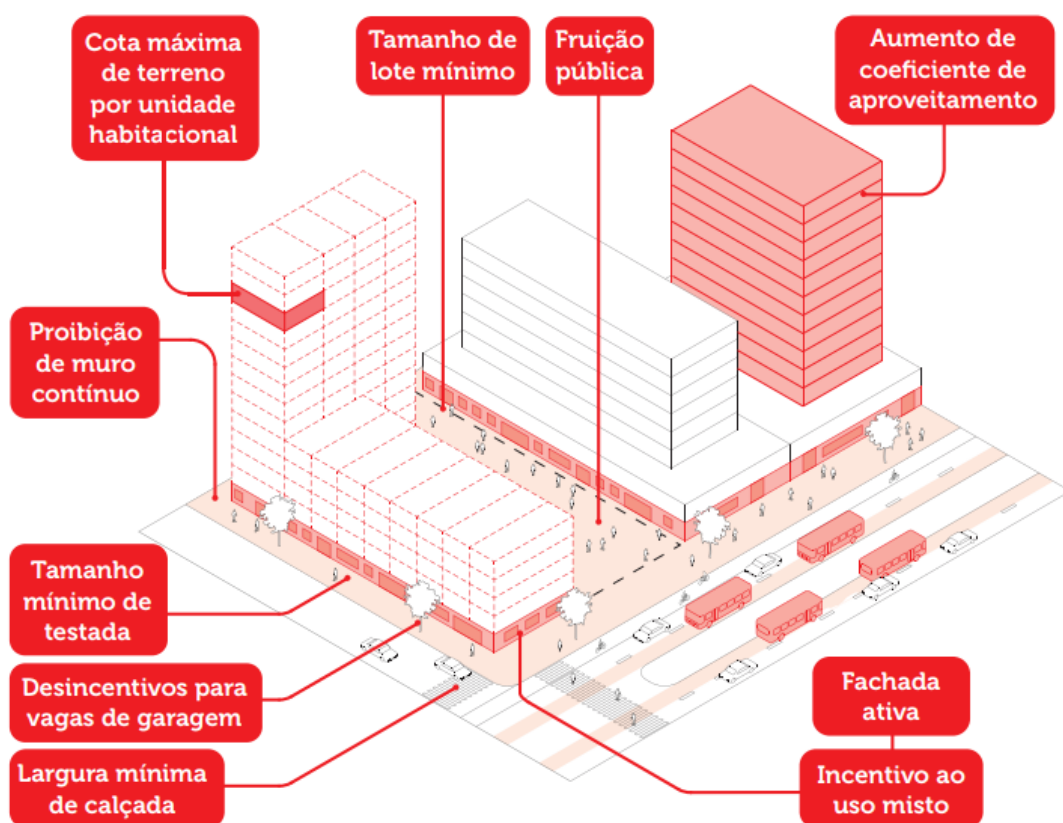 Cota máxima
de terreno
por unidade
habitacional
Tamanho de
lote mínimo
Fruição
pública
Aumento de
coeficiente de
aproveitamento
Proibição
de muro
contínuo
Tamanho
mínimo de
testada
Desincentivos para
vagas de garagem
Largura mínima
de calçada
Fachada
ativa
Incentivo ao
uso misto